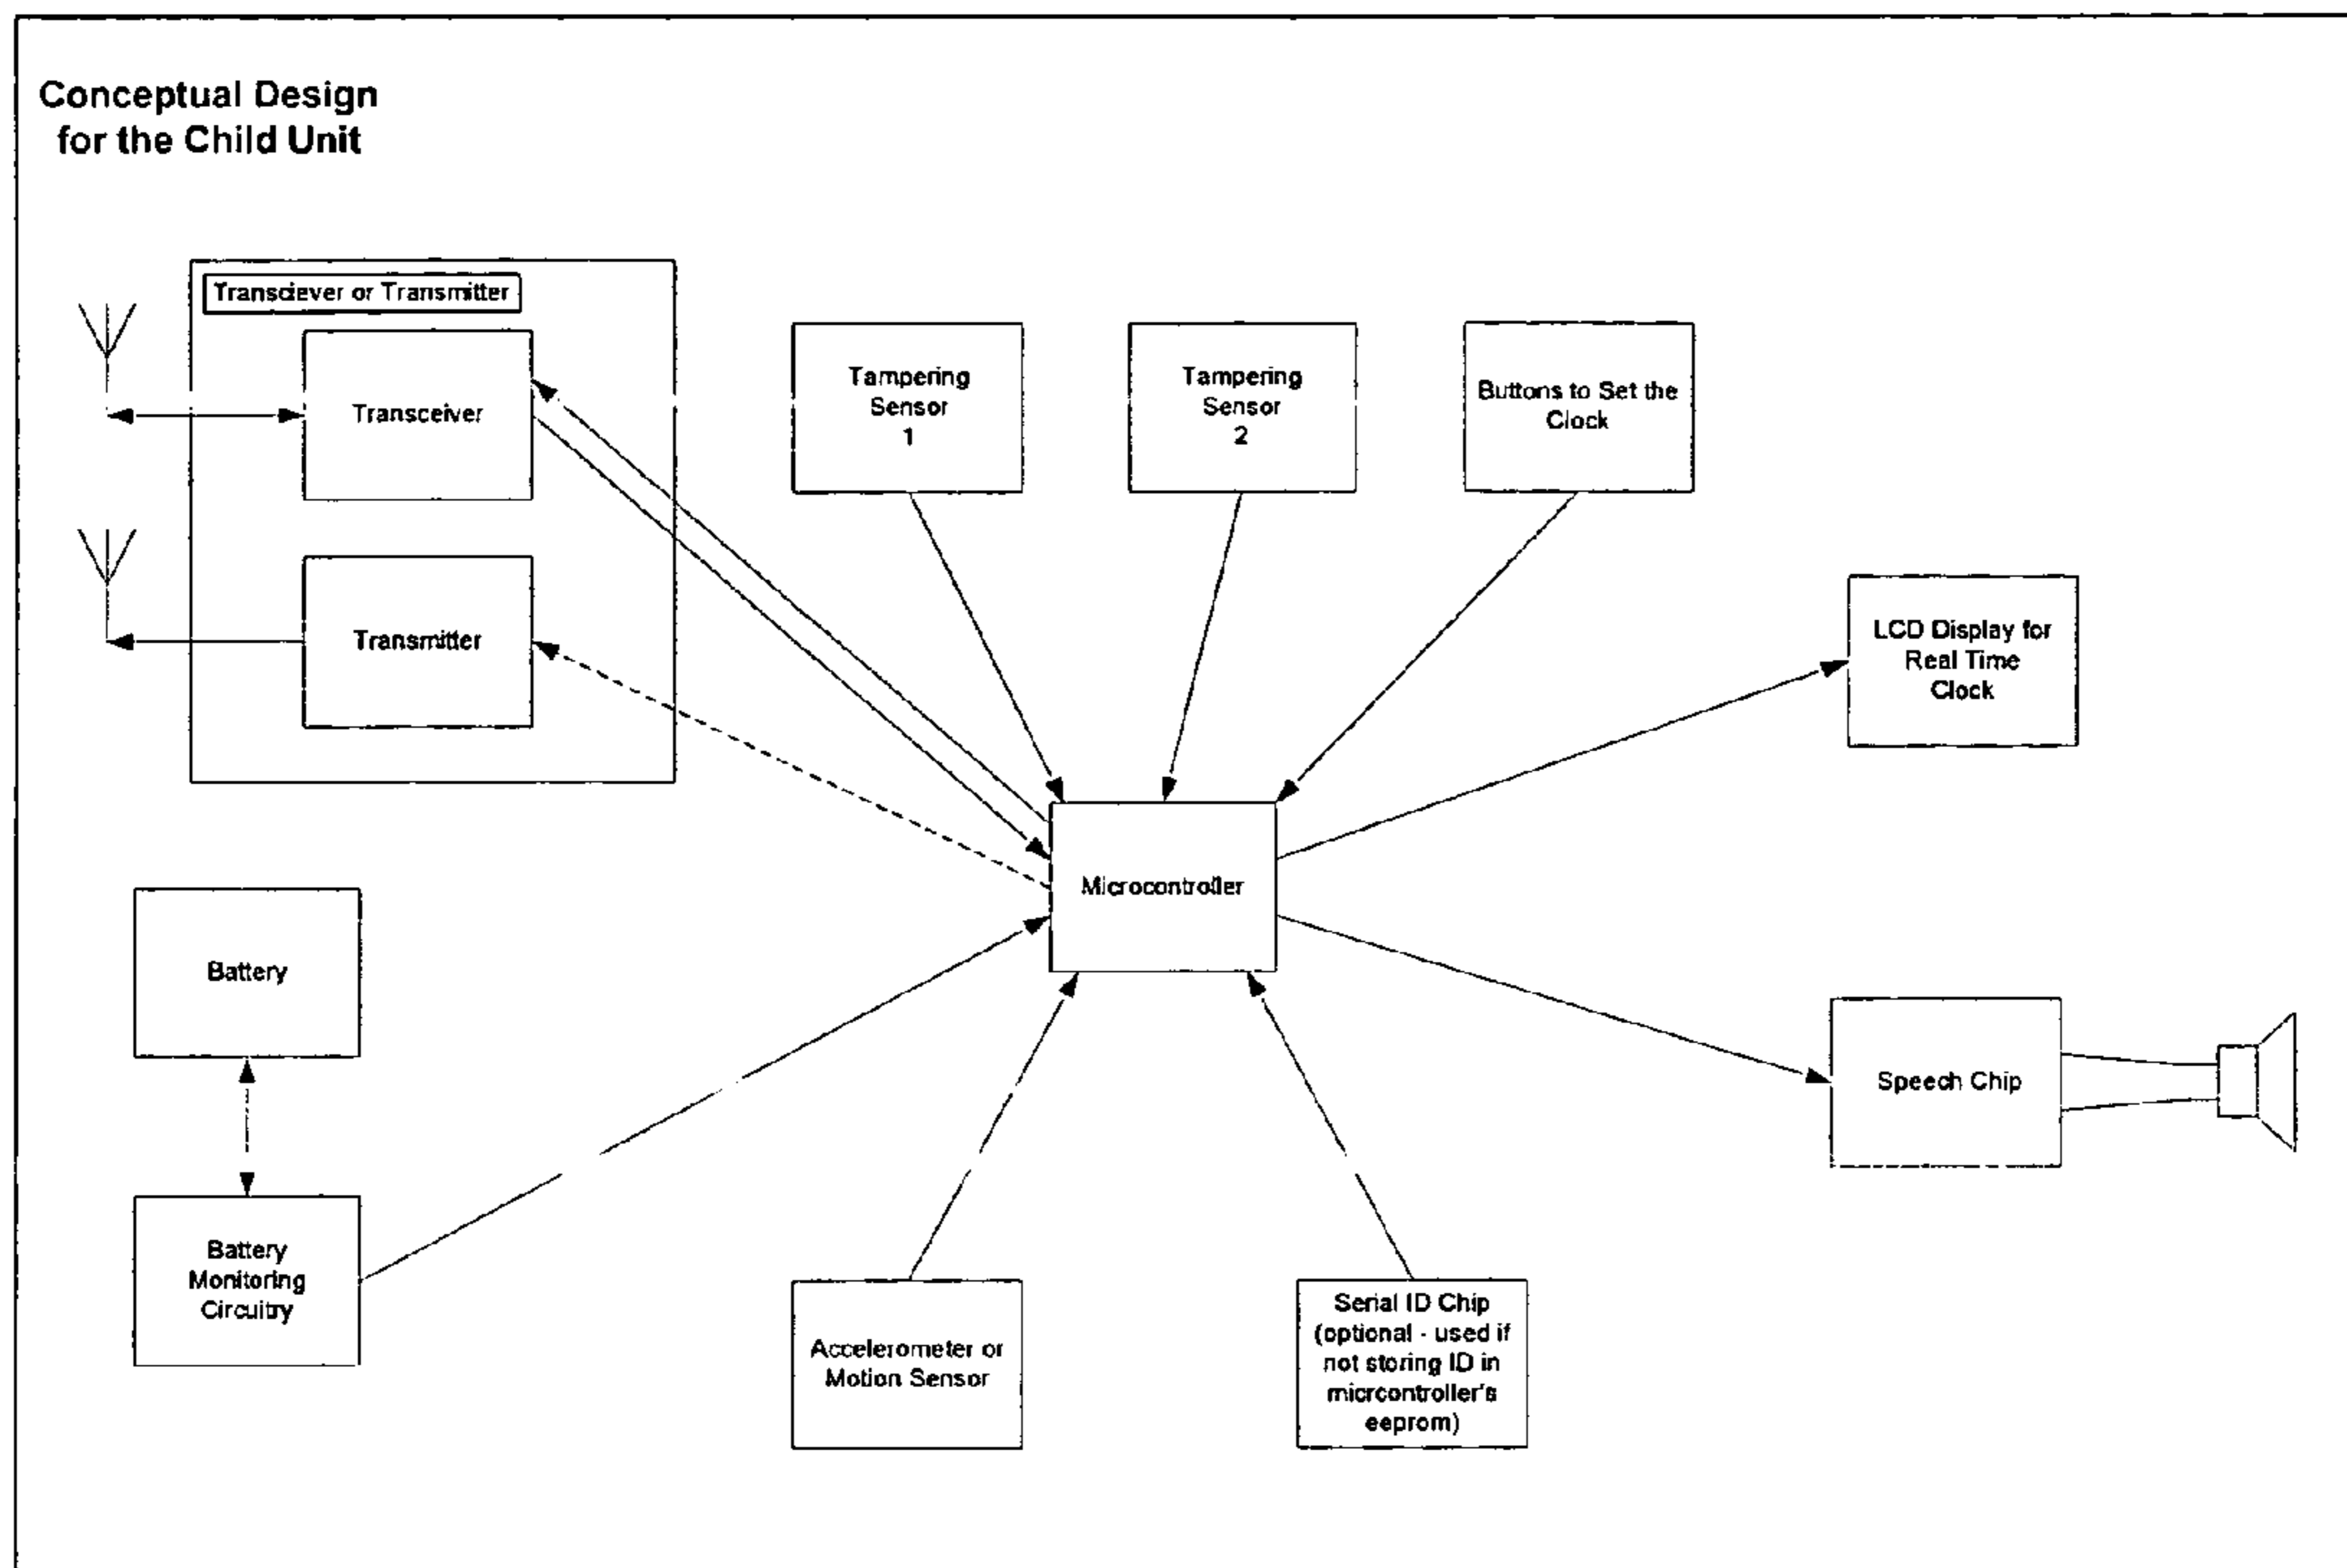 Conceptual Design
for the Child Unit
Transciever or Transmitter
Transceiver
Transmitter
Tampering
Sensor
1
Tampering
Sensor
2
Buttons to Set the
Clock
LCD Display for
Real Time
Clock
Microcontroller
Battery
Battery
Monitoring
Circuitry
Speech Chip
Accelerometer or
Motion Sensor
Serial ID Chip
(optional - used if
not storing ID in
micrcontroller's
eeprom)